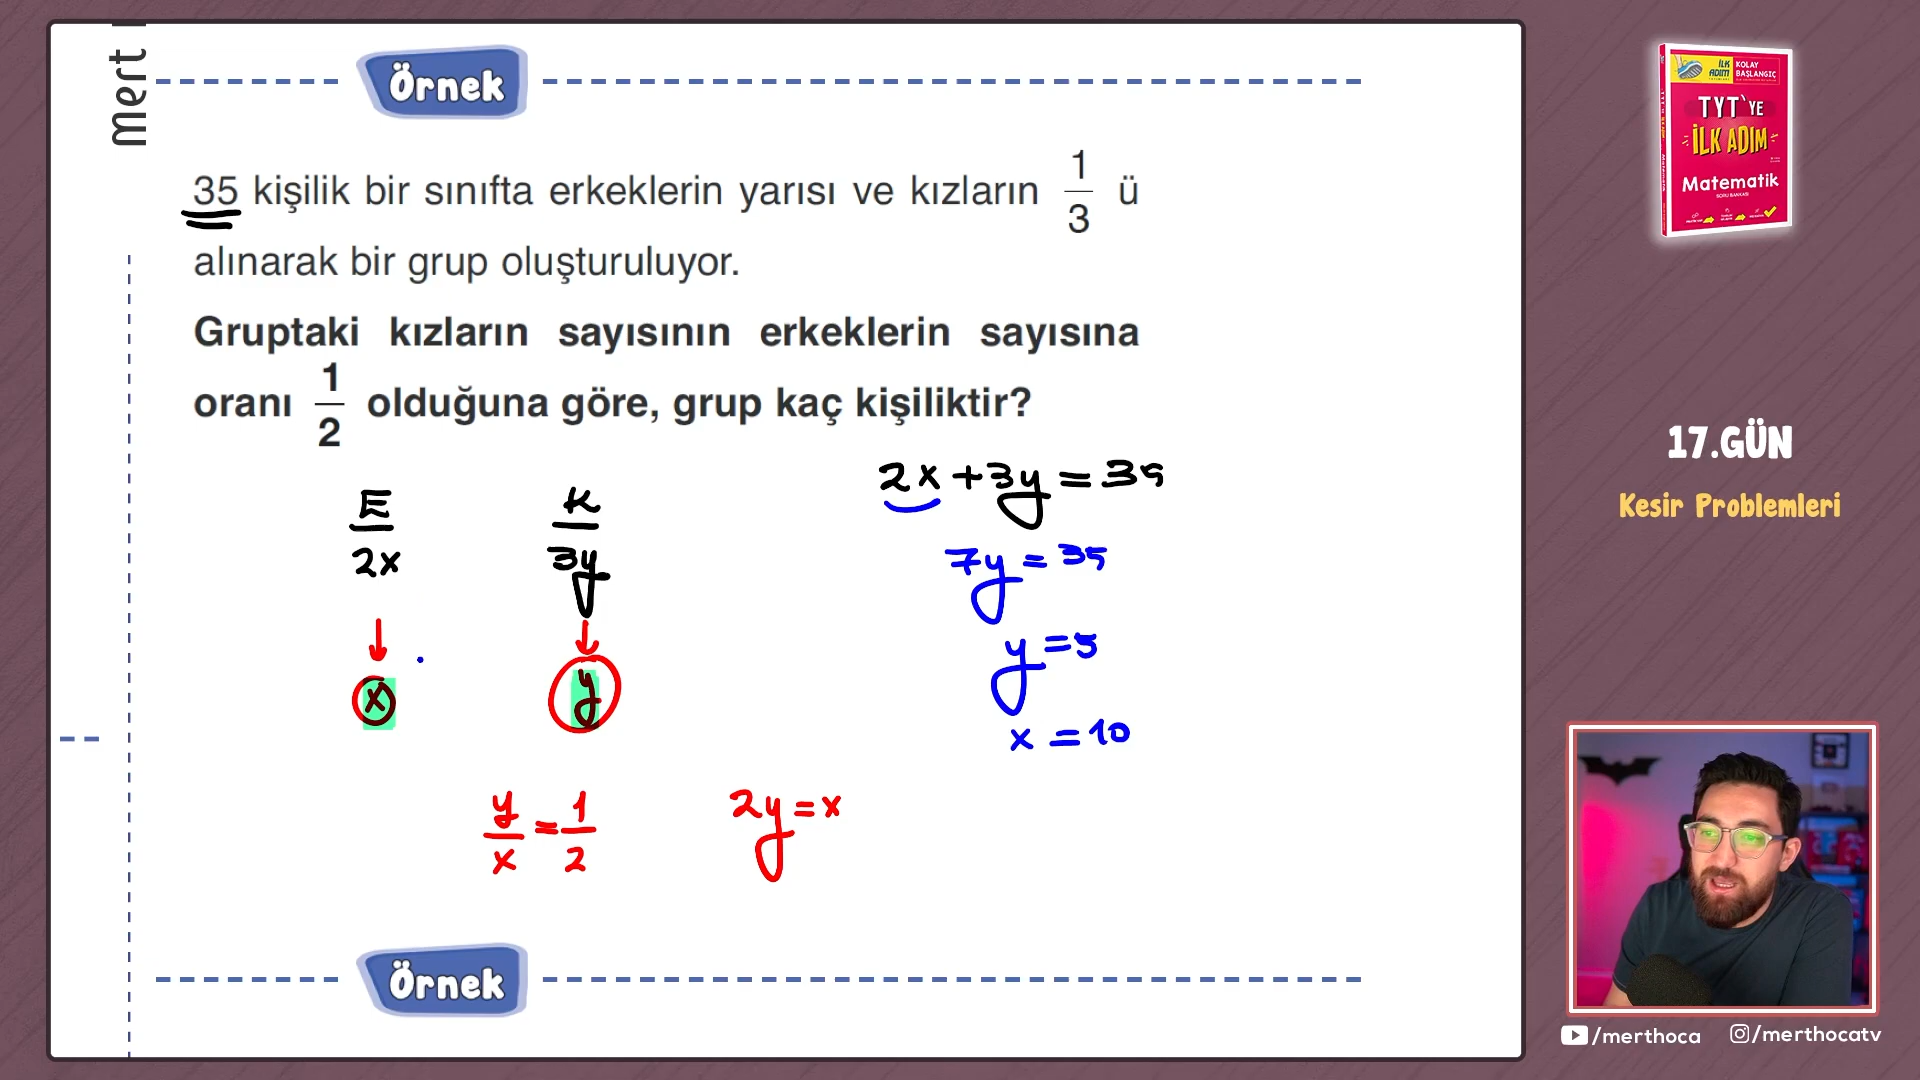 mert
Örnek
35 kişilik bir sınıfta erkeklerin yarısı ve kızların 1/3 ü
alınarak bir grup oluşturuluyor.
Gruptaki kızların sayısının erkeklerin sayısına
oranı 1/2 olduğuna göre, grup kaç kişiliktir?
E K
2x 3y
x y
y/x = 1/2
2y = x
2x + 3y = 35
7y = 35
y = 5
x = 10
Örnek
İLK ADIM
KOLAY BAŞLANGIÇ
TYT`YE
İLK ADIM
Matematik
SORU BANKASI
17.GÜN
Kesir Problemleri
/merthoca /merthocatv